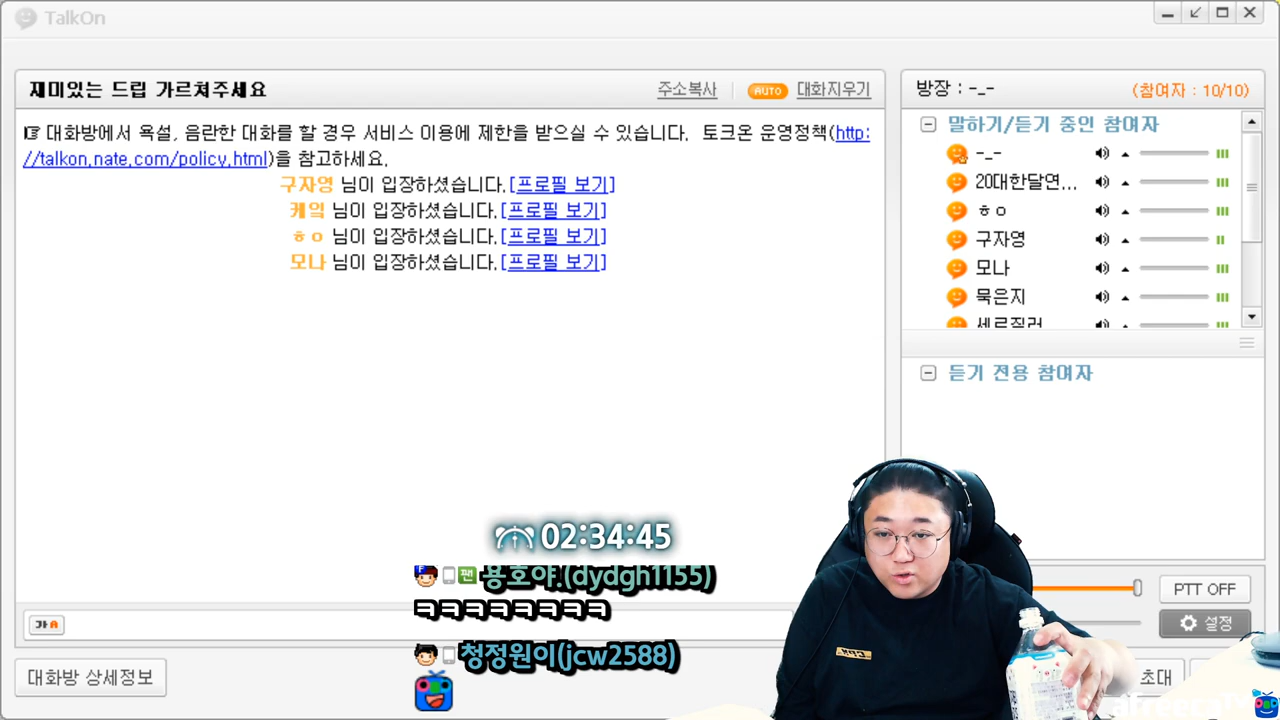 TalkOn
재미있는 드립 가르쳐주세요
주소복사
AUTO
대화지우기
☞ 대화방에서 욕설, 음란한 대화를 할 경우 서비스 이용에 제한을 받으실 수 있습니다. 토크온 운영정책(http:
//talkon.nate.com/policy.html)을 참고하세요.
구자영 님이 입장하셨습니다.[프로필 보기]
케잌 님이 입장하셨습니다.[프로필 보기]
ㅎㅇ 님이 입장하셨습니다.[프로필 보기]
모나 님이 입장하셨습니다.[프로필 보기]
방장 : -_-
(참여자 : 10/10)
말하기/듣기 중인 참여자
-_-
20대한달연...
ㅎㅇ
구자영
모나
묵은지
세르질러
듣기 전용 참여자
02:34:45
팬 용호야.(dydgh1155)
ㅋㅋㅋㅋㅋㅋㅋㅋ
청정원이(jcw2588)
가A
대화방 상세정보
PTT OFF
설정
초대
afreecaTV